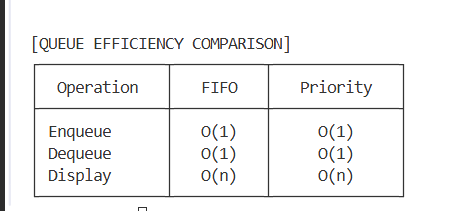 [QUEUE EFFICIENCY COMPARISON]
Operation FIFO Priority
Enqueue O(1) O(1)
Dequeue O(1) O(1)
Display O(n) O(n)